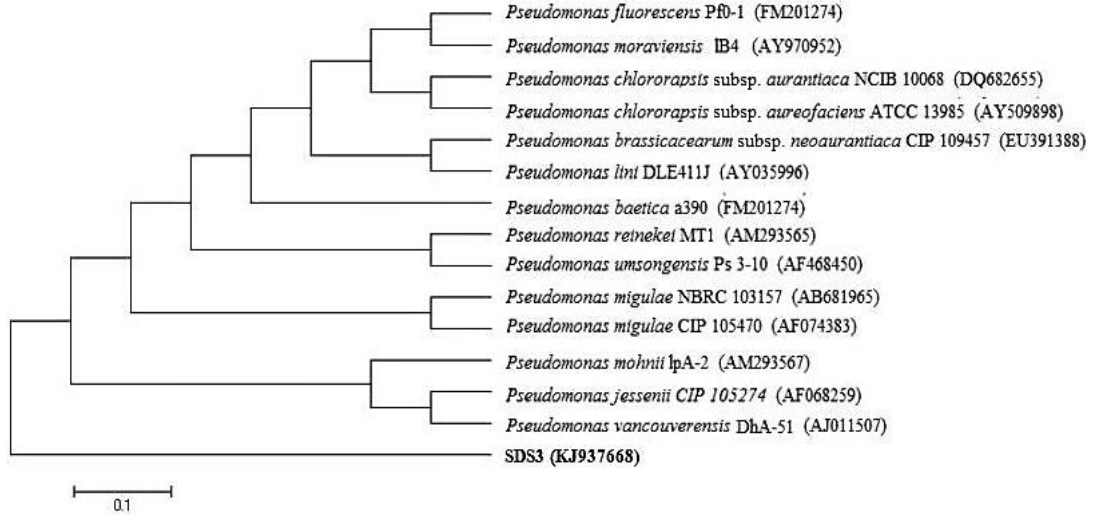 Pseudomonas fluorescens Pf0-1 (FM201274)
Pseudomonas moraviensis IB4 (AY970952)
Pseudomonas chlororapsis subsp. aurantiaca NCIB 10068 (DQ682655)
Pseudomonas chlororapsis subsp. aureofaciens ATCC 13985 (AY509898)
Pseudomonas brassicacearum subsp. neoaurantiaca CIP 109457 (EU391388)
Pseudomonas lini DLE411J (AY035996)
Pseudomonas baetica a390 (FM201274)
Pseudomonas reinekei MT1 (AM293565)
Pseudomonas umsongensis Ps 3-10 (AF468450)
Pseudomonas migulae NBRC 103157 (AB681965)
Pseudomonas migulae CIP 105470 (AF074383)
Pseudomonas mohnii lpA-2 (AM293567)
Pseudomonas jessenii CIP 105274 (AF068259)
Pseudomonas vancouverensis DhA-51 (AJ011507)
SDS3 (KJ937668)
0.1